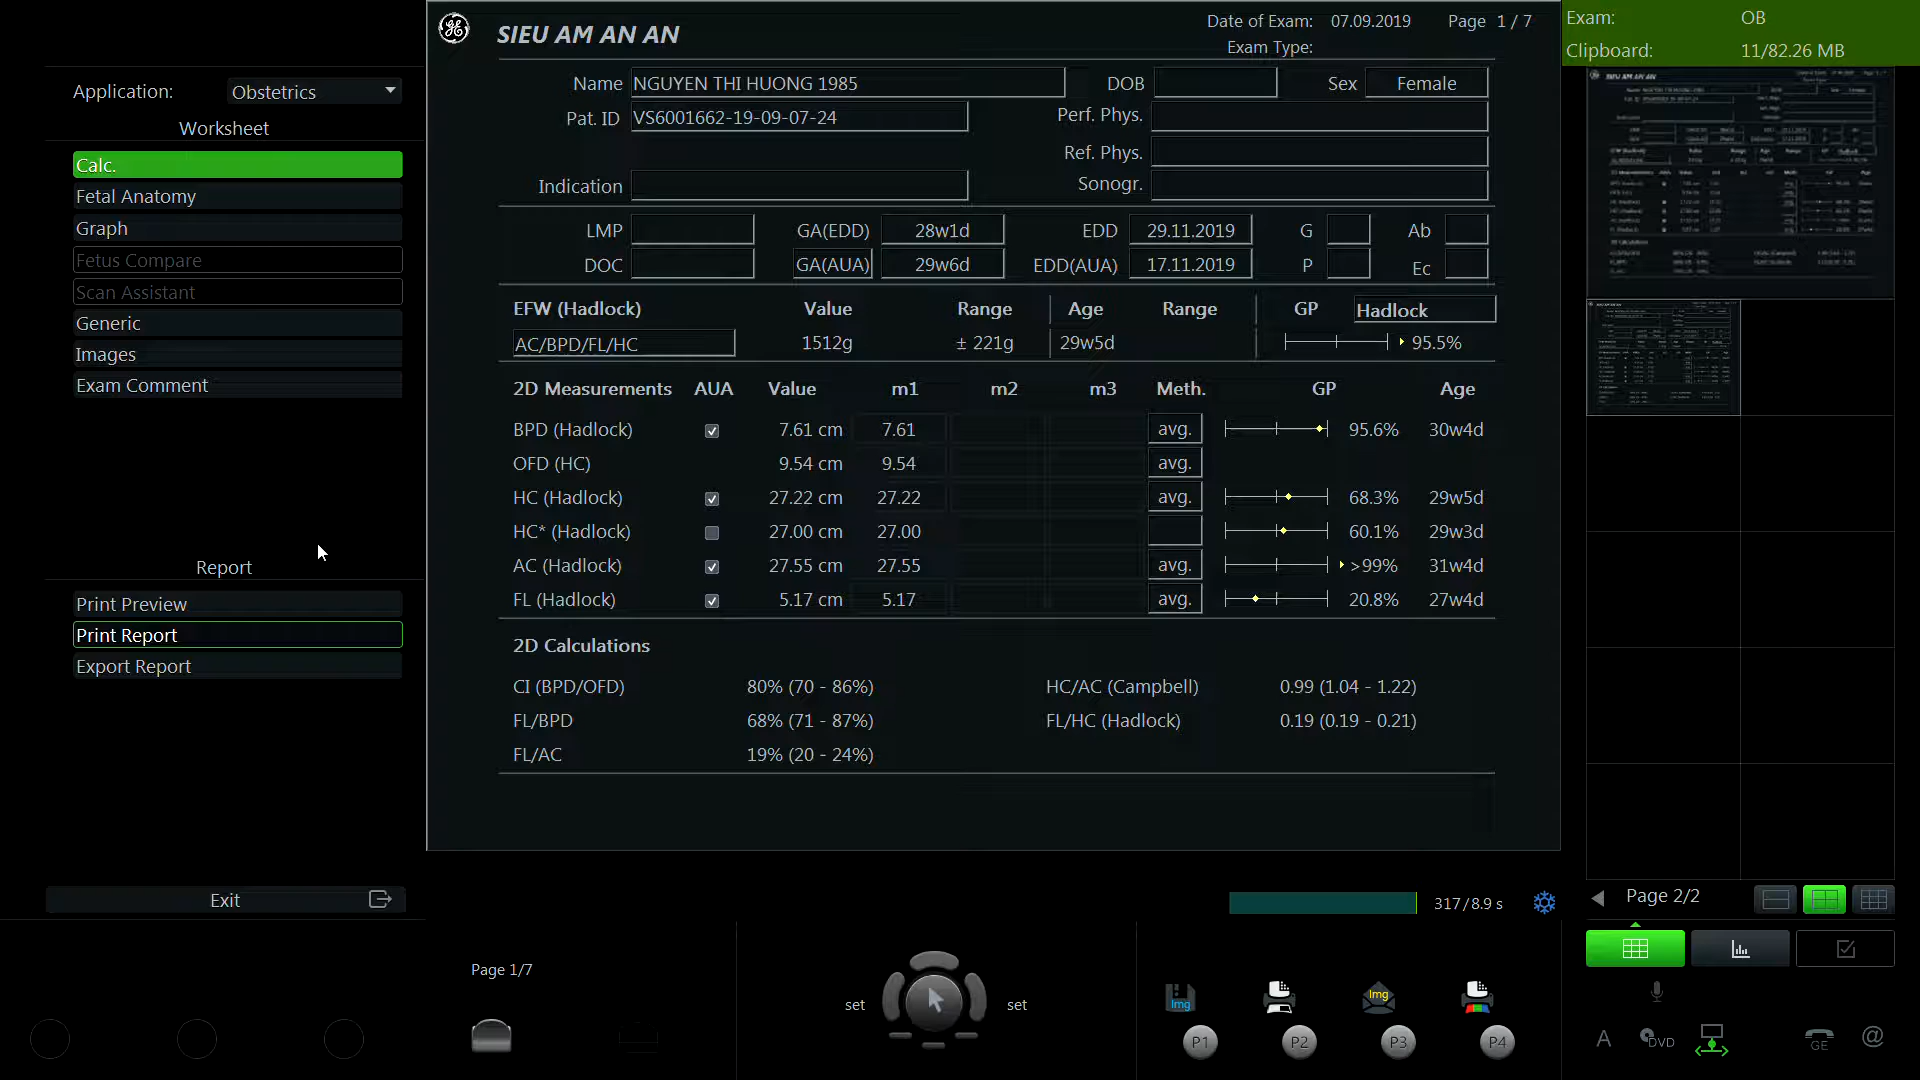 Application: Obstetrics
Worksheet
Calc.
Fetal Anatomy
Graph
Fetus Compare
Scan Assistant
Generic
Images
Exam Comment
Report
Print Preview
Print Report
Export Report
Exit
SIEU AM AN AN
Date of Exam: 07.09.2019 Page 1 / 7
Exam Type:
Name NGUYEN THI HUONG 1985 DOB Sex Female
Pat. ID VS6001662-19-09-07-24 Perf. Phys.
Ref. Phys.
Indication Sonogr.
LMP GA(EDD) 28w1d EDD 29.11.2019 G Ab
DOC GA(AUA) 29w6d EDD(AUA) 17.11.2019 P Ec
EFW (Hadlock) Value Range Age Range GP Hadlock
AC/BPD/FL/HC 1512g ± 221g 29w5d 95.5%
2D Measurements AUA Value m1 m2 m3 Meth. GP Age
BPD (Hadlock) 7.61 cm 7.61 avg. 95.6% 30w4d
OFD (HC) 9.54 cm 9.54 avg.
HC (Hadlock) 27.22 cm 27.22 avg. 68.3% 29w5d
HC* (Hadlock) 27.00 cm 27.00 60.1% 29w3d
AC (Hadlock) 27.55 cm 27.55 avg. >99% 31w4d
FL (Hadlock) 5.17 cm 5.17 avg. 20.8% 27w4d
2D Calculations
CI (BPD/OFD) 80% (70 - 86%) HC/AC (Campbell) 0.99 (1.04 - 1.22)
FL/BPD 68% (71 - 87%) FL/HC (Hadlock) 0.19 (0.19 - 0.21)
FL/AC 19% (20 - 24%)
Exam: OB
Clipboard: 11/82.26 MB
317/8.9 s
Page 2/2
Page 1/7
set set
Img Img
P1 P2 P3 P4
A DVD GE @